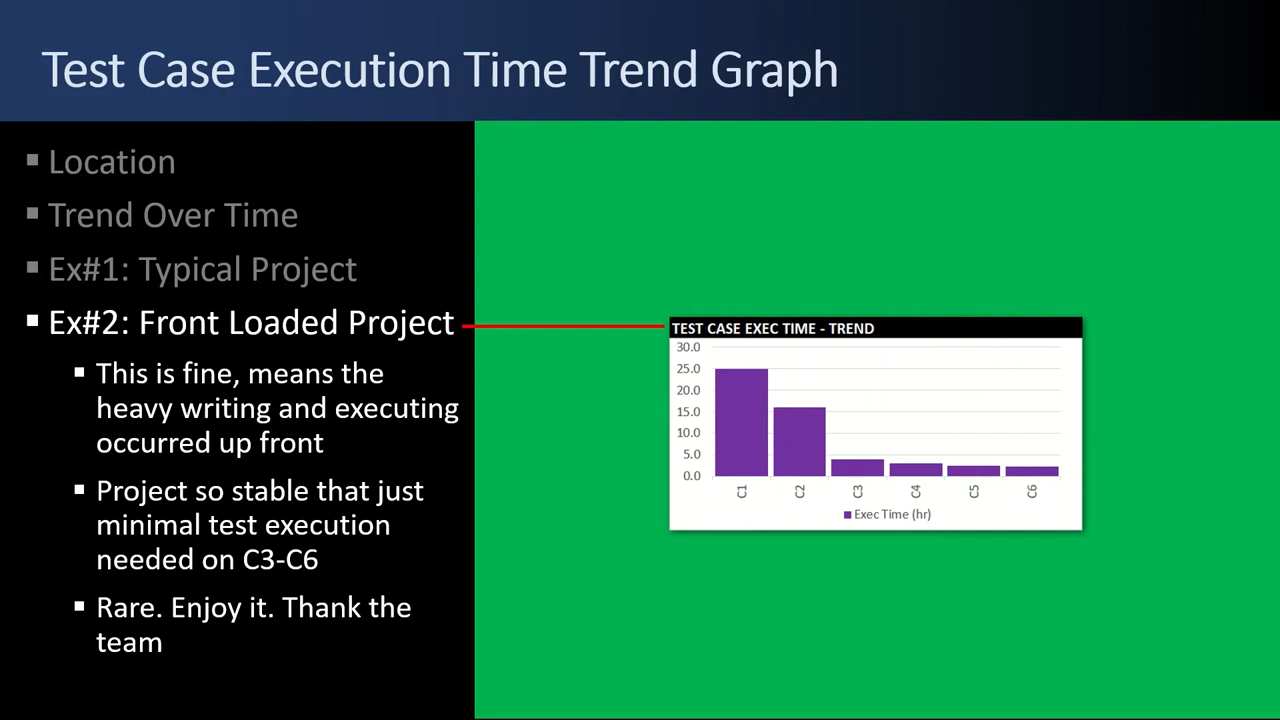 Test Case Execution Time Trend Graph
▪ Location
▪ Trend Over Time
▪ Ex#1: Typical Project
▪ Ex#2: Front Loaded Project
▪ This is fine, means the
heavy writing and executing
occurred up front
▪ Project so stable that just
minimal test execution
needed on C3-C6
▪ Rare. Enjoy it. Thank the
team
TEST CASE EXEC TIME - TREND
30.0
25.0
20.0
15.0
10.0
5.0
0.0
C1 C2 C3 C4 C5 C6
Exec Time (hr)